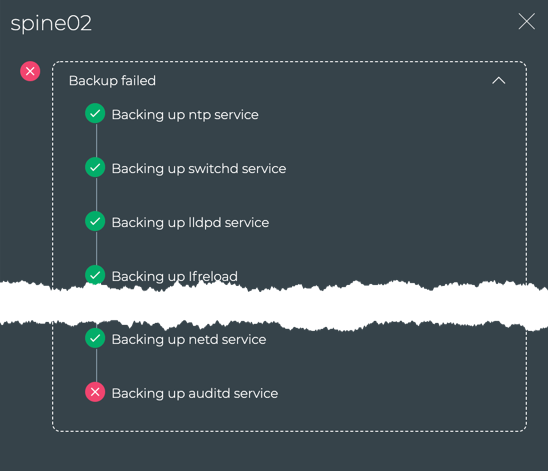 spine02
Backup failed
Backing up ntp service
Backing up switchd service
Backing up lldpd service
Backing up lfreload
Backing up netd service
Backing up auditd service